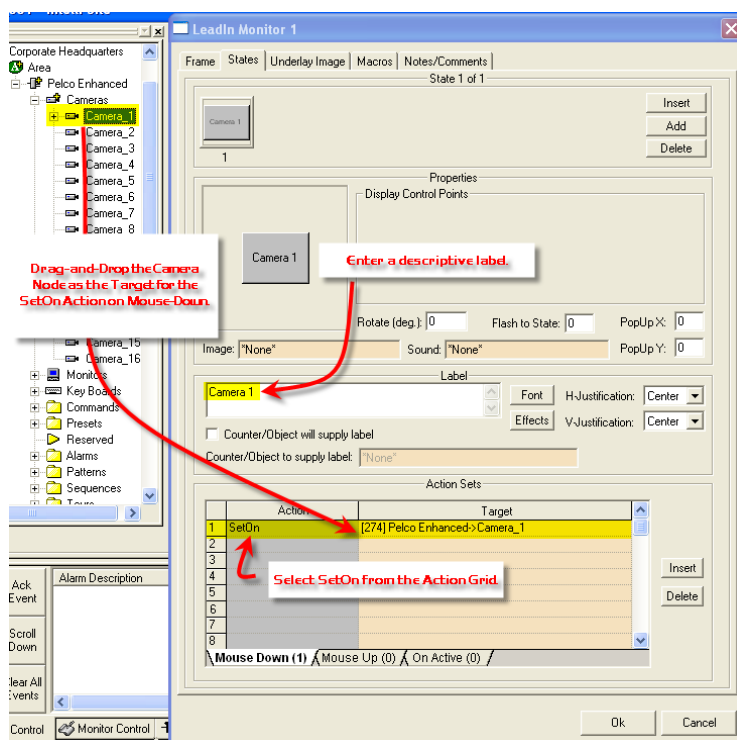 LeadIn Monitor 1
Corporate Headquarters
Area
Pelco Enhanced
Cameras
Camera_1
Camera_2
Camera_3
Camera_4
Camera_5
Camera_6
Camera_7
Camera 8
Drag-and-Drop the Camera
Node as the Target for the
SetOn Action on Mouse-Down.
Camera_15
Camera_16
Monitors
Key Boards
Commands
Presets
Reserved
Alarms
Patterns
Sequences
Tours
Ack
Event
Alarm Description
Scroll
Down
Clear All
Events
Control
Monitor Control
Frame
States
Underlay Image
Macros
Notes/Comments
State 1 of 1
Camera 1
1
Insert
Add
Delete
Properties
Display Control Points
Camera 1
Enter a descriptive label.
Rotate (deg.): 0
Flash to State: 0
PopUp X: 0
Image: "None"
Sound: "None"
PopUp Y: 0
Label
Camera 1
Font
H-Justification: Center
Effects
V-Justification: Center
Counter/Object will supply label
Counter/Object to supply label: "None"
Action Sets
Action
Target
1 SetOn [274] Pelco Enhanced->Camera_1
2
3
4
5
6
7
8
Select SetOn from the Action Grid.
Insert
Delete
Mouse Down (1)
Mouse Up (0)
On Active (0)
Ok
Cancel